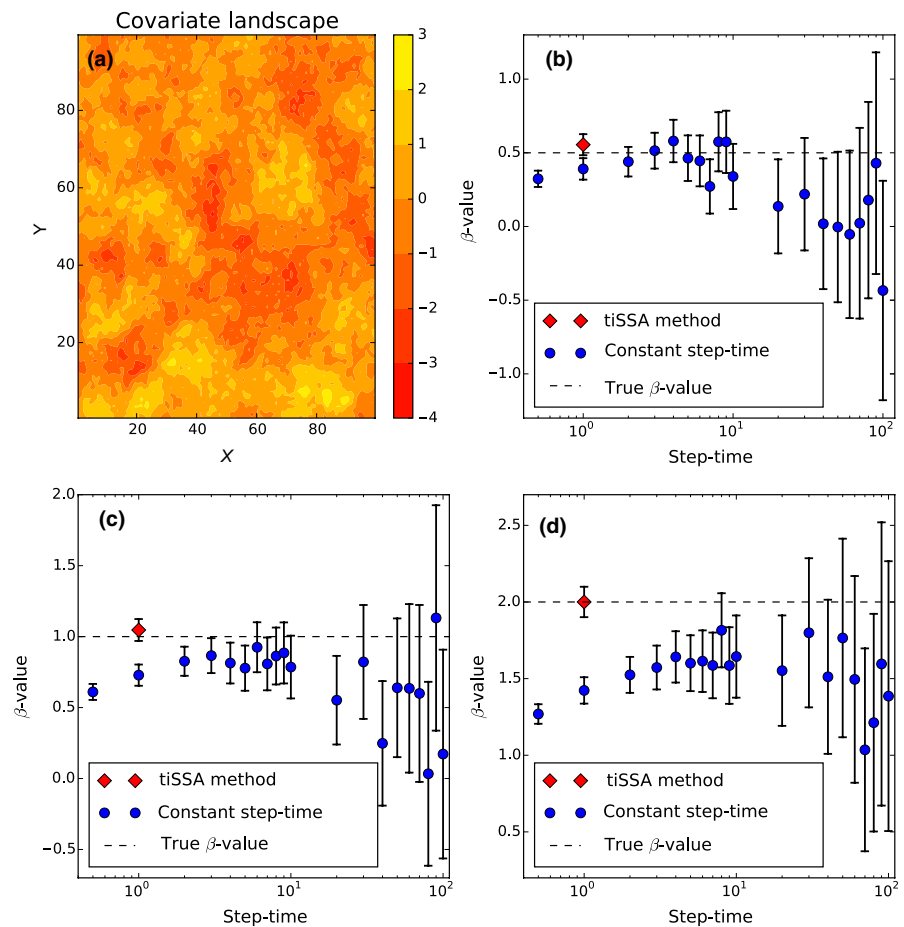 Covariate landscape
(a)
80
60
40
20
Y
20 40 60 80
X
3
2
1
0
−1
−2
−3
−4
(b)
1.0
0.5
0.0
−0.5
−1.0
β-value
tiSSA method
Constant step-time
True β-value
10⁰ 10¹ 10²
Step-time
(c)
2.0
1.5
1.0
0.5
0.0
−0.5
β-value
tiSSA method
Constant step-time
True β-value
10⁰ 10¹ 10²
Step-time
(d)
2.5
2.0
1.5
1.0
0.5
β-value
tiSSA method
Constant step-time
True β-value
10⁰ 10¹ 10²
Step-time